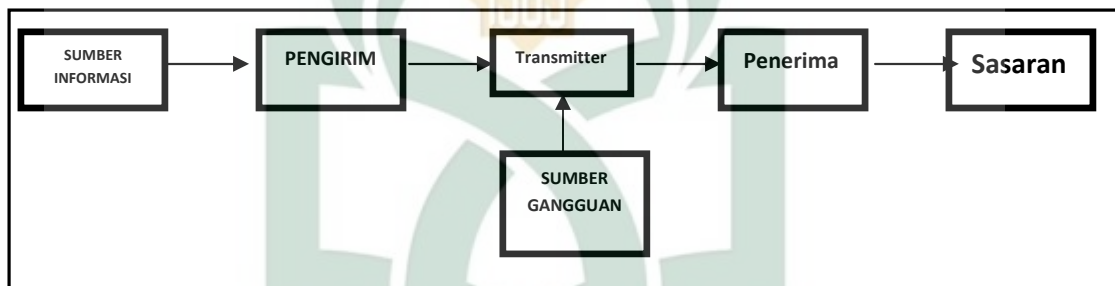 SUMBER
INFORMASI
PENGIRIM
Transmitter
Penerima
Sasaran
SUMBER
GANGGUAN